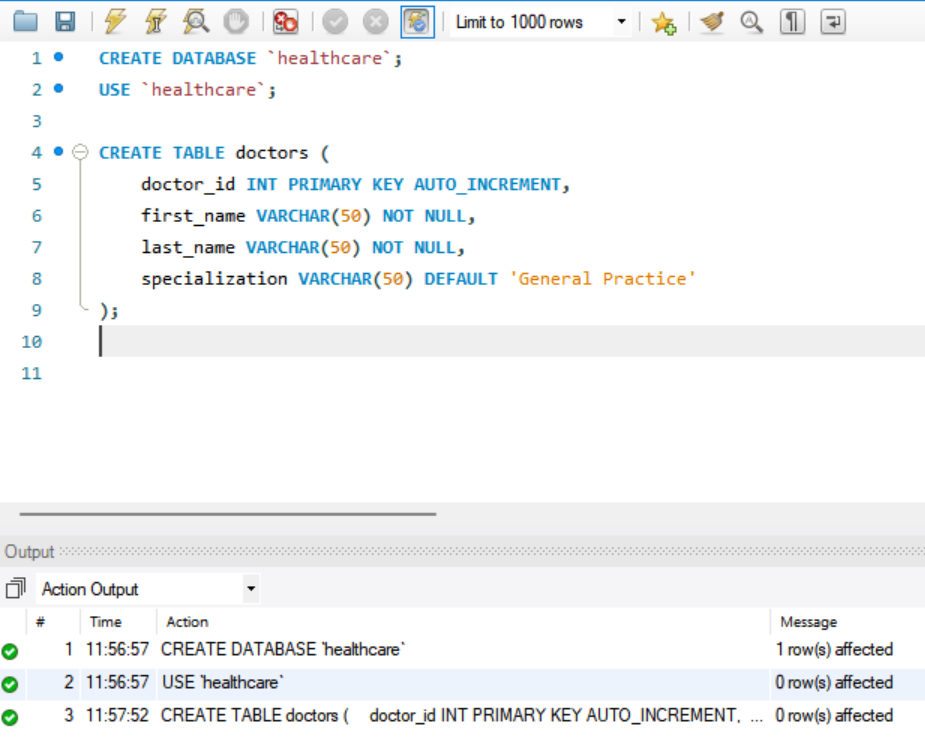 Limit to 1000 rows
1 CREATE DATABASE `healthcare`;
2 USE `healthcare`;
3
4 CREATE TABLE doctors (
5 doctor_id INT PRIMARY KEY AUTO_INCREMENT,
6 first_name VARCHAR(50) NOT NULL,
7 last_name VARCHAR(50) NOT NULL,
8 specialization VARCHAR(50) DEFAULT 'General Practice'
9 );
10
11
Output
Action Output
# Time Action Message
1 11:56:57 CREATE DATABASE `healthcare` 1 row(s) affected
2 11:56:57 USE `healthcare` 0 row(s) affected
3 11:57:52 CREATE TABLE doctors ( doctor_id INT PRIMARY KEY AUTO_INCREMENT, ... 0 row(s) affected